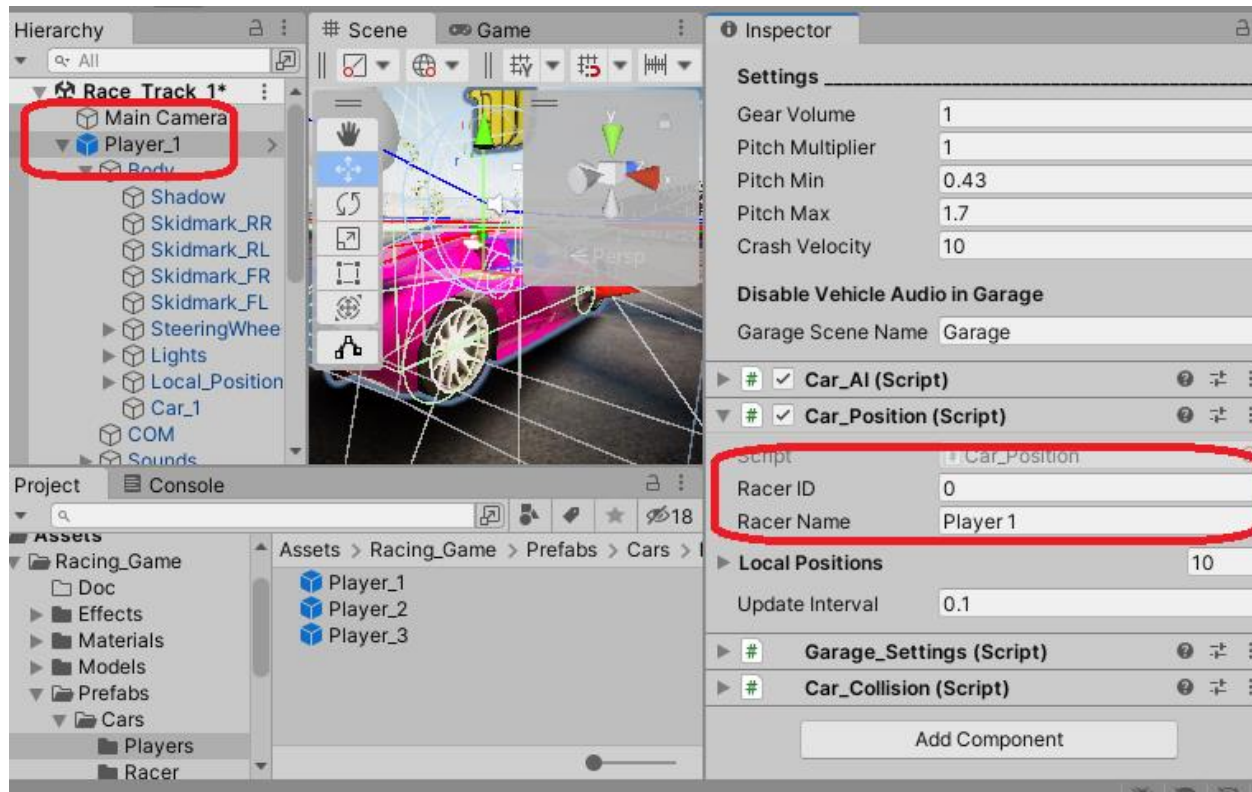 Hierarchy
All
Race_Track_1*
Main Camera
Player_1
Body
Shadow
Skidmark_RR
Skidmark_RL
Skidmark_FR
Skidmark_FL
SteeringWhee
Lights
Local_Position
Car_1
COM
Sounds
Scene
Game
y
Persp
Project
Console
18
Assets
Racing_Game
Doc
Effects
Materials
Models
Prefabs
Cars
Players
Racer
Assets > Racing_Game > Prefabs > Cars >
Player_1
Player_2
Player_3
Inspector
Settings
Gear Volume 1
Pitch Multiplier 1
Pitch Min 0.43
Pitch Max 1.7
Crash Velocity 10
Disable Vehicle Audio in Garage
Garage Scene Name Garage
# Car_AI (Script)
# Car_Position (Script)
Script Car_Position
Racer ID 0
Racer Name Player 1
Local Positions 10
Update Interval 0.1
# Garage_Settings (Script)
# Car_Collision (Script)
Add Component